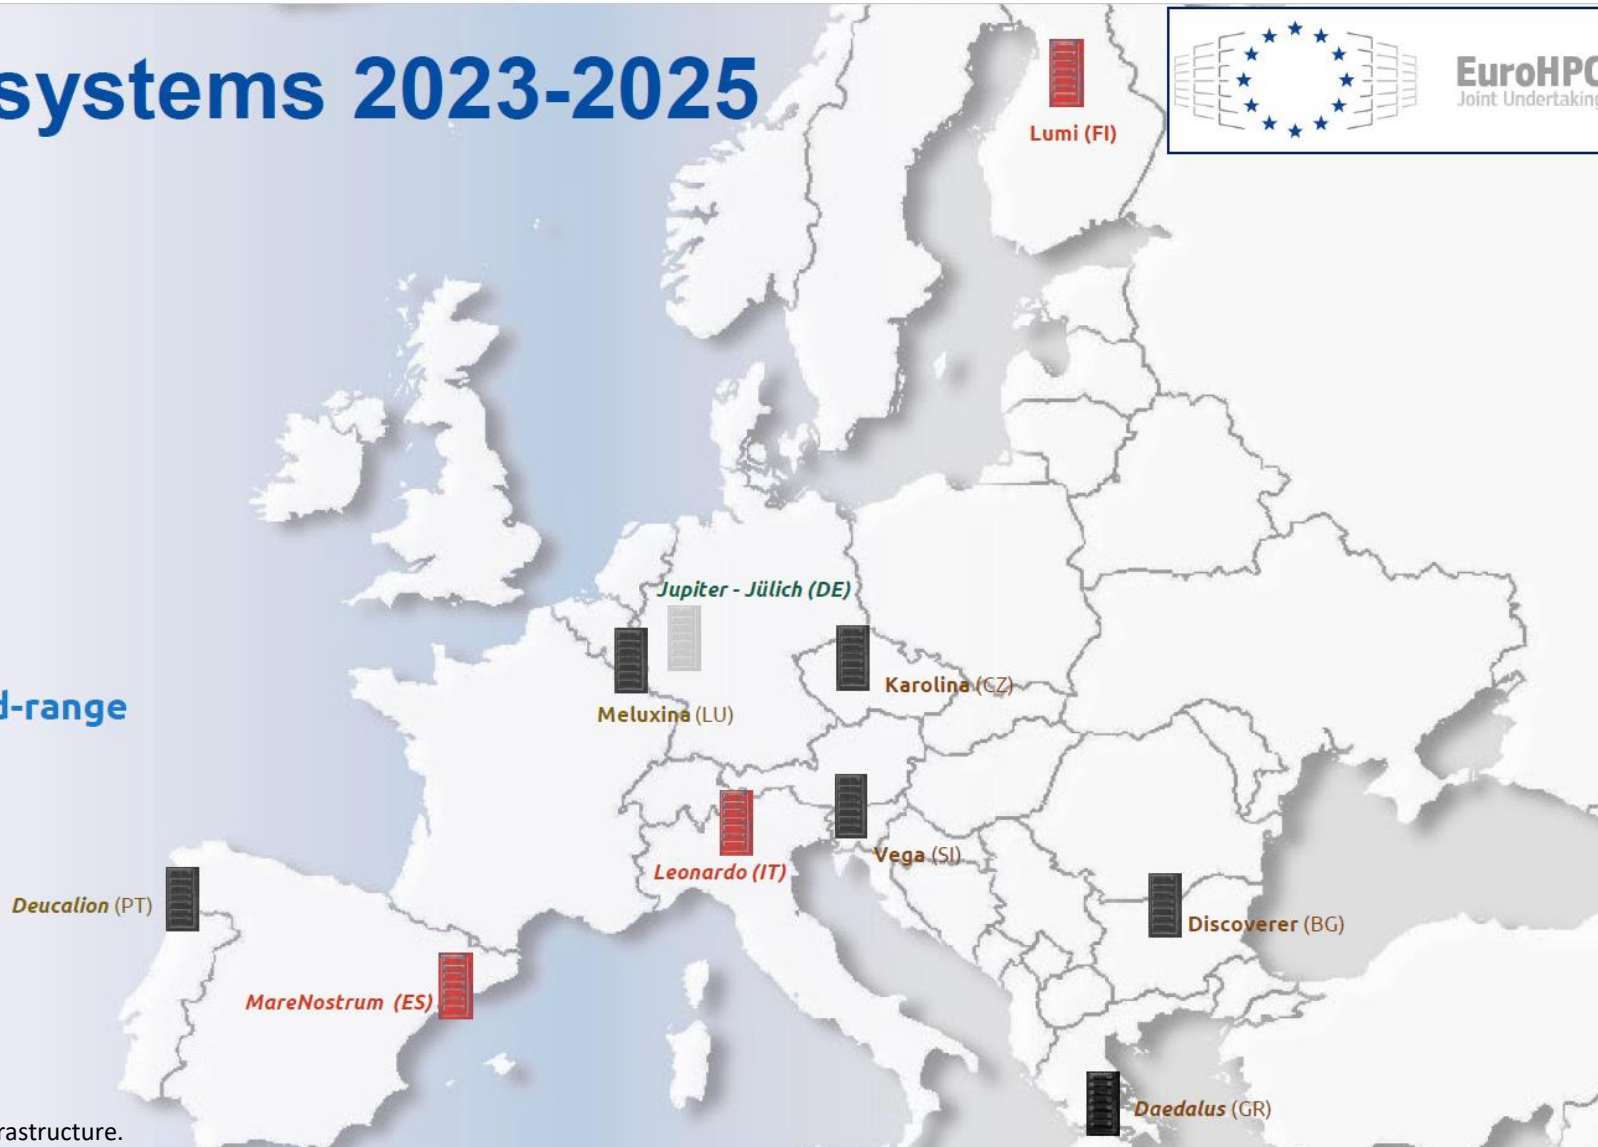 systems 2023-2025
EuroHPC
Joint Undertaking
Lumi (FI)
Jupiter - Jülich (DE)
Karolina (CZ)
d-range
Meluxina (LU)
Vega (SI)
Leonardo (IT)
Deucalion (PT)
Discoverer (BG)
MareNostrum (ES)
Daedalus (GR)
rastructure.